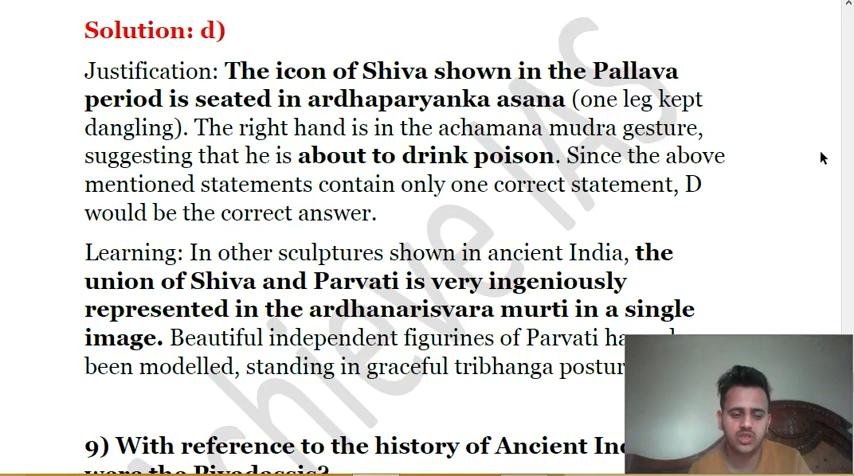 Solution: d)
Justification: The icon of Shiva shown in the Pallava
period is seated in ardhaparyanka asana (one leg kept
dangling). The right hand is in the achamana mudra gesture,
suggesting that he is about to drink poison. Since the above
mentioned statements contain only one correct statement, D
would be the correct answer.
Learning: In other sculptures shown in ancient India, the
union of Shiva and Parvati is very ingeniously
represented in the ardhanarisvara murti in a single
image. Beautiful independent figurines of Parvati
been modelled, standing in graceful tribhanga
9) With reference to the history of Ancient
were the Piyadassis?
Achieve IAS